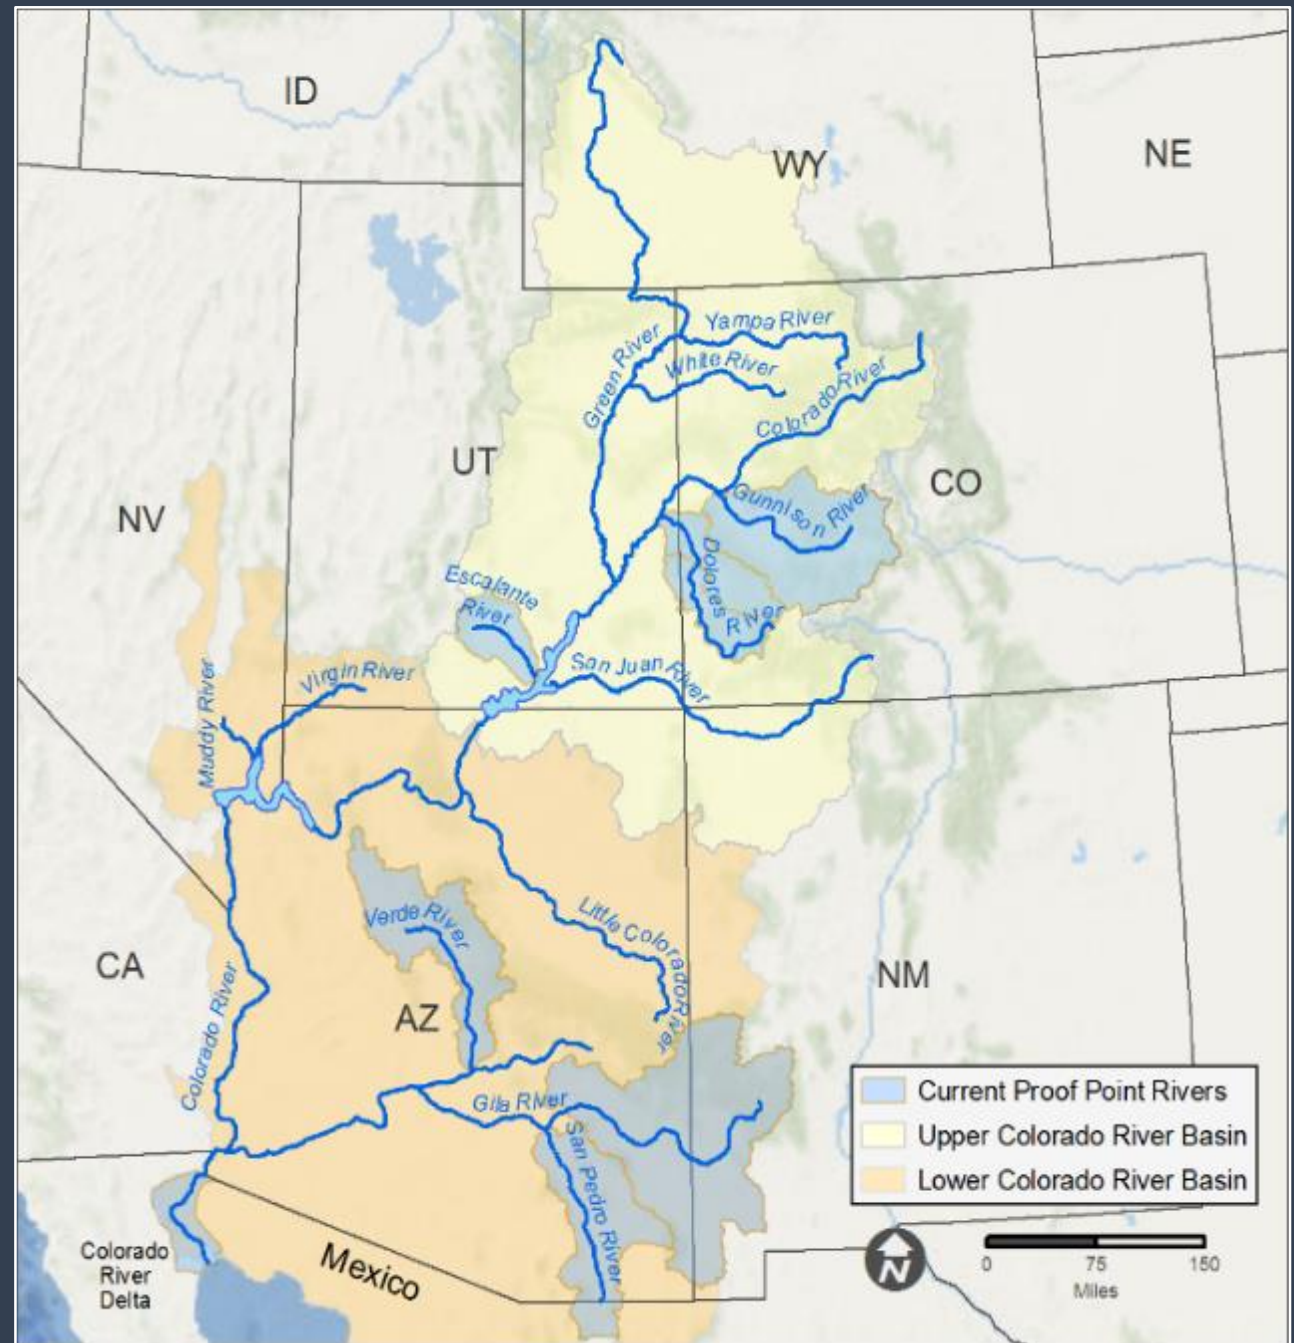 ID
WY
NE
Yampa River
Green River
White River
Colorado River
UT
CO
NV
Gunnison River
Dolores
River
Escalante
River
San Juan River
Virgin River
Muddy River
Little Colorado River
Verde River
CA
NM
AZ
Colorado River
Gila River
San Pedro River
Current Proof Point Rivers
Upper Colorado River Basin
Lower Colorado River Basin
Colorado
River
Delta
Mexico
N
0 75 150
Miles